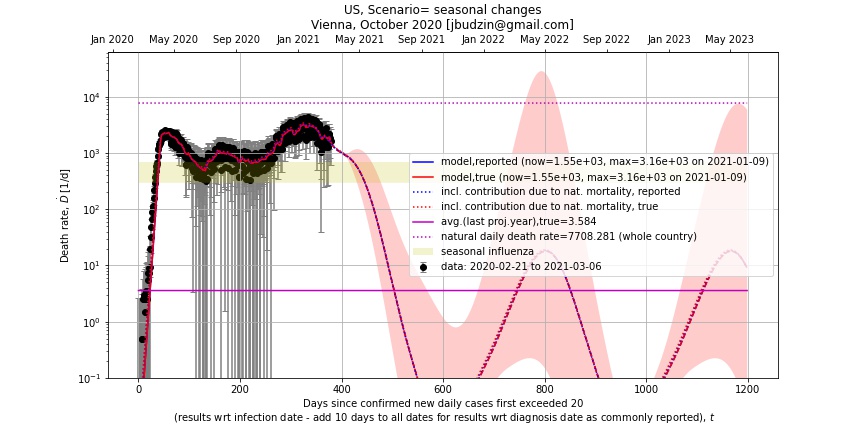 US, Scenario= seasonal changes
Vienna, October 2020 [jbudzin@gmail.com]
Jan 2020 May 2020 Sep 2020 Jan 2021 May 2021 Sep 2021 Jan 2022 May 2022 Sep 2022 Jan 2023 May 2023
Death rate, D [1/d]
10⁴
10³
10²
10¹
10⁰
10⁻¹
model,reported (now=1.55e+03, max=3.16e+03 on 2021-01-09)
model,true (now=1.55e+03, max=3.16e+03 on 2021-01-09)
incl. contribution due to nat. mortality, reported
incl. contribution due to nat. mortality, true
avg.(last proj.year),true=3.584
natural daily death rate=7708.281 (whole country)
seasonal influenza
data: 2020-02-21 to 2021-03-06
0 200 400 600 800 1000 1200
Days since confirmed new daily cases first exceeded 20
(results wrt infection date - add 10 days to all dates for results wrt diagnosis date as commonly reported), t